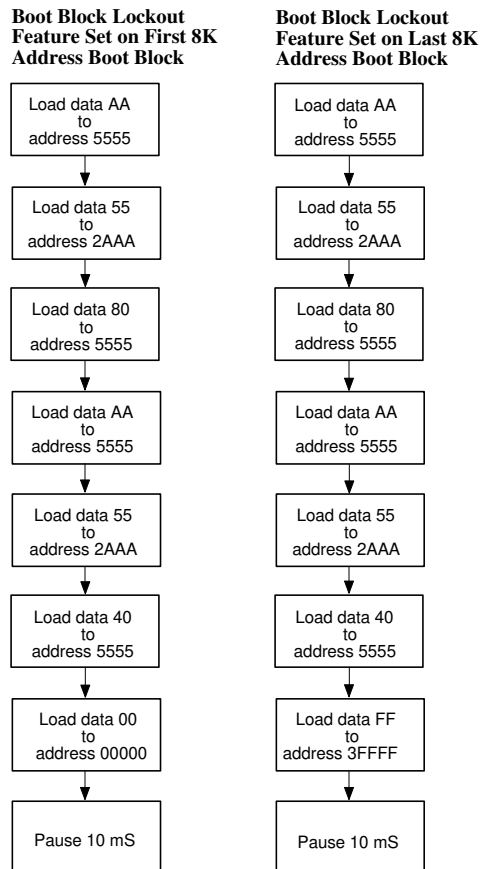 Boot Block Lockout
Feature Set on First 8K
Address Boot Block
Load data AA
to
address 5555
Load data 55
to
address 2AAA
Load data 80
to
address 5555
Load data AA
to
address 5555
Load data 55
to
address 2AAA
Load data 40
to
address 5555
Load data 00
to
address 00000
Pause 10 mS
Boot Block Lockout
Feature Set on Last 8K
Address Boot Block
Load data AA
to
address 5555
Load data 55
to
address 2AAA
Load data 80
to
address 5555
Load data AA
to
address 5555
Load data 55
to
address 2AAA
Load data 40
to
address 5555
Load data FF
to
address 3FFFF
Pause 10 mS